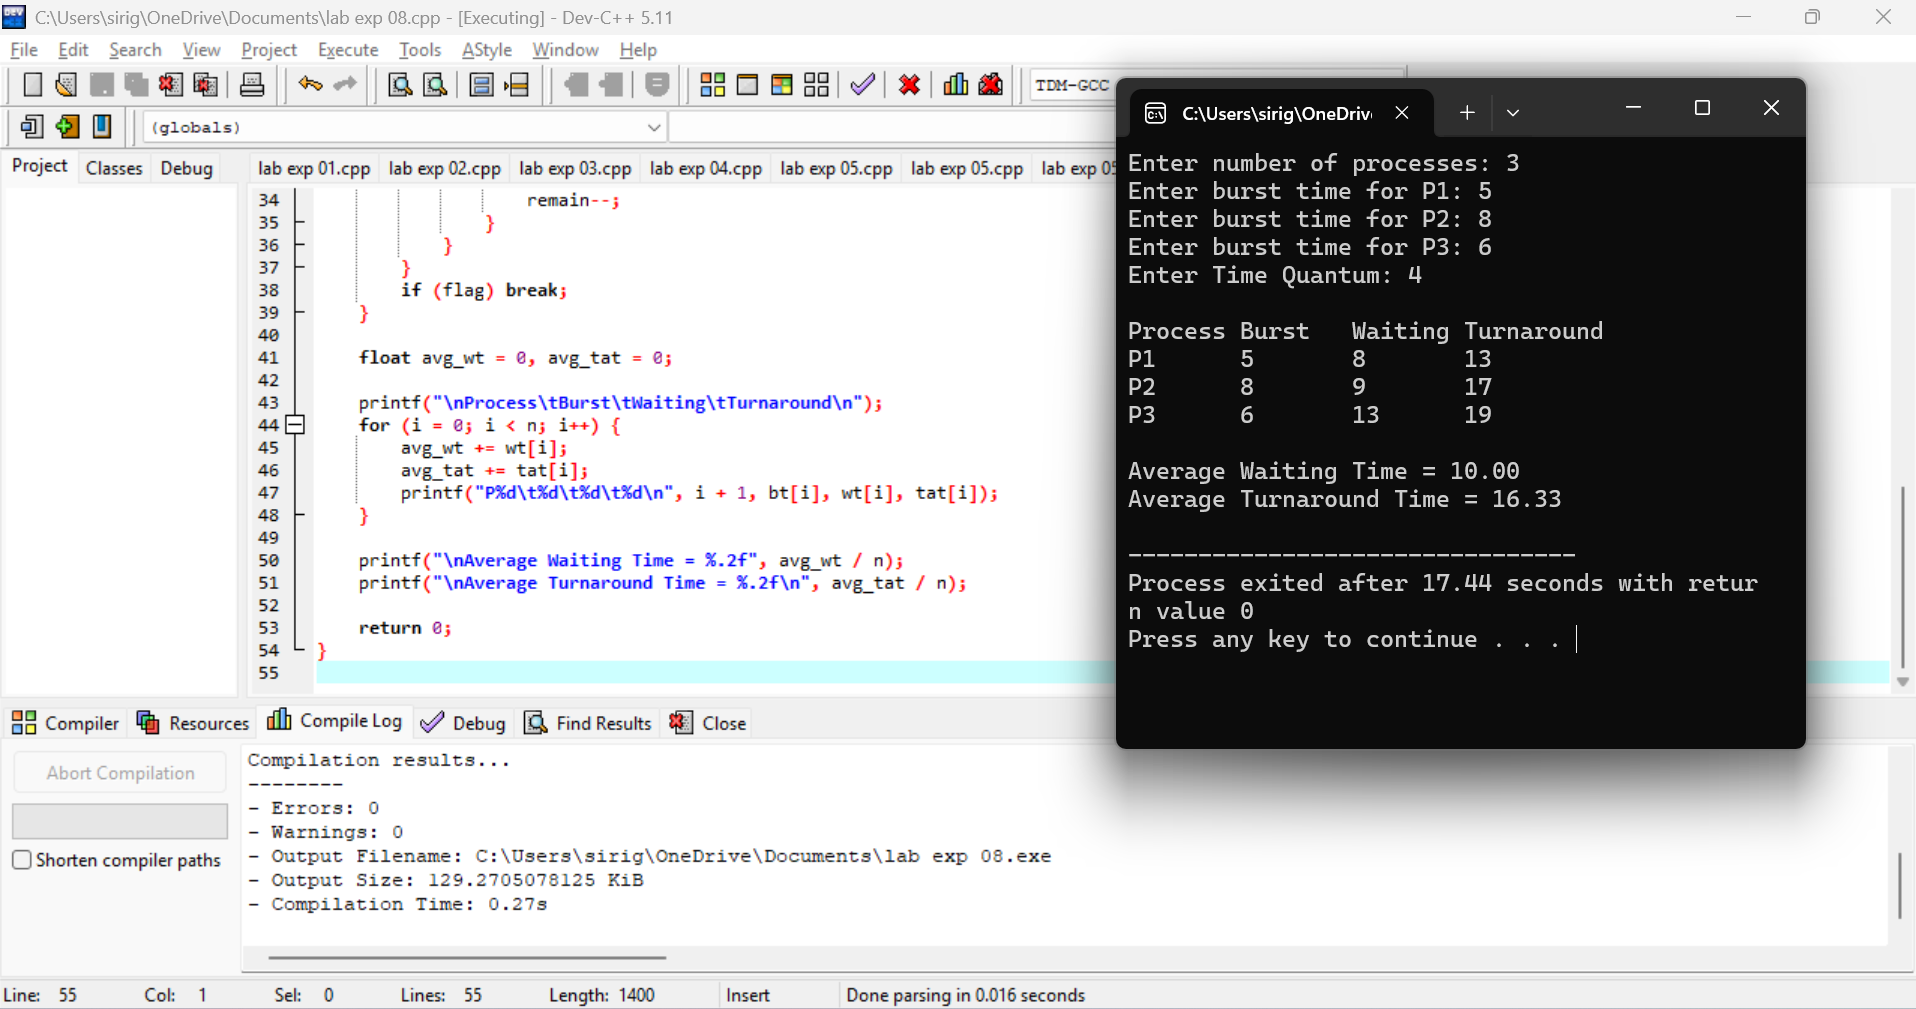 C:\Users\sirig\OneDrive\Documents\lab exp 08.cpp - [Executing] - Dev-C++ 5.11
File Edit Search View Project Execute Tools AStyle Window Help
TDM-GCC
(globals)
Project Classes Debug
lab exp 01.cpp lab exp 02.cpp lab exp 03.cpp lab exp 04.cpp lab exp 05.cpp lab exp 05.cpp lab exp 05
34 remain--;
35 }
36 }
37 }
38 if (flag) break;
39 }
40
41 float avg_wt = 0, avg_tat = 0;
42
43 printf("\nProcess\tBurst\tWaiting\tTurnaround\n");
44 for (i = 0; i < n; i++) {
45 avg_wt += wt[i];
46 avg_tat += tat[i];
47 printf("P%d\t%d\t%d\t%d\n", i + 1, bt[i], wt[i], tat[i]);
48 }
49
50 printf("\nAverage Waiting Time = %.2f", avg_wt / n);
51 printf("\nAverage Turnaround Time = %.2f\n", avg_tat / n);
52
53 return 0;
54 }
55
C:\Users\sirig\OneDriv
Enter number of processes: 3
Enter burst time for P1: 5
Enter burst time for P2: 8
Enter burst time for P3: 6
Enter Time Quantum: 4
Process Burst Waiting Turnaround
P1 5 8 13
P2 8 9 17
P3 6 13 19
Average Waiting Time = 10.00
Average Turnaround Time = 16.33
--------------------------------
Process exited after 17.44 seconds with retur
n value 0
Press any key to continue . . .
Compiler Resources Compile Log Debug Find Results Close
Abort Compilation
Shorten compiler paths
Compilation results...
--------
- Errors: 0
- Warnings: 0
- Output Filename: C:\Users\sirig\OneDrive\Documents\lab exp 08.exe
- Output Size: 129.2705078125 KiB
- Compilation Time: 0.27s
Line: 55 Col: 1 Sel: 0 Lines: 55 Length: 1400 Insert Done parsing in 0.016 seconds